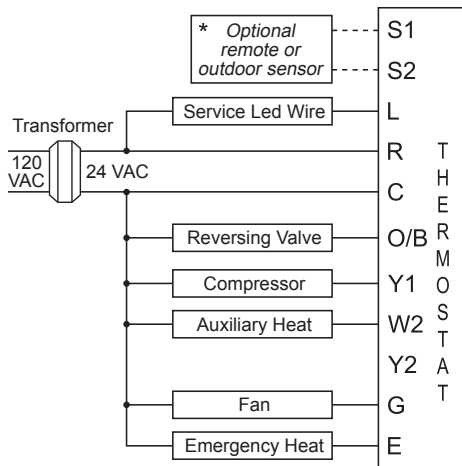 * Optional
remote or
outdoor sensor
S1
S2
Service Led Wire
L
Transformer
120
VAC
24 VAC
R
C
Reversing Valve
O/B
Compressor
Y1
Auxiliary Heat
W2
Y2
Fan
G
Emergency Heat
E
T
H
E
R
M
O
S
T
A
T